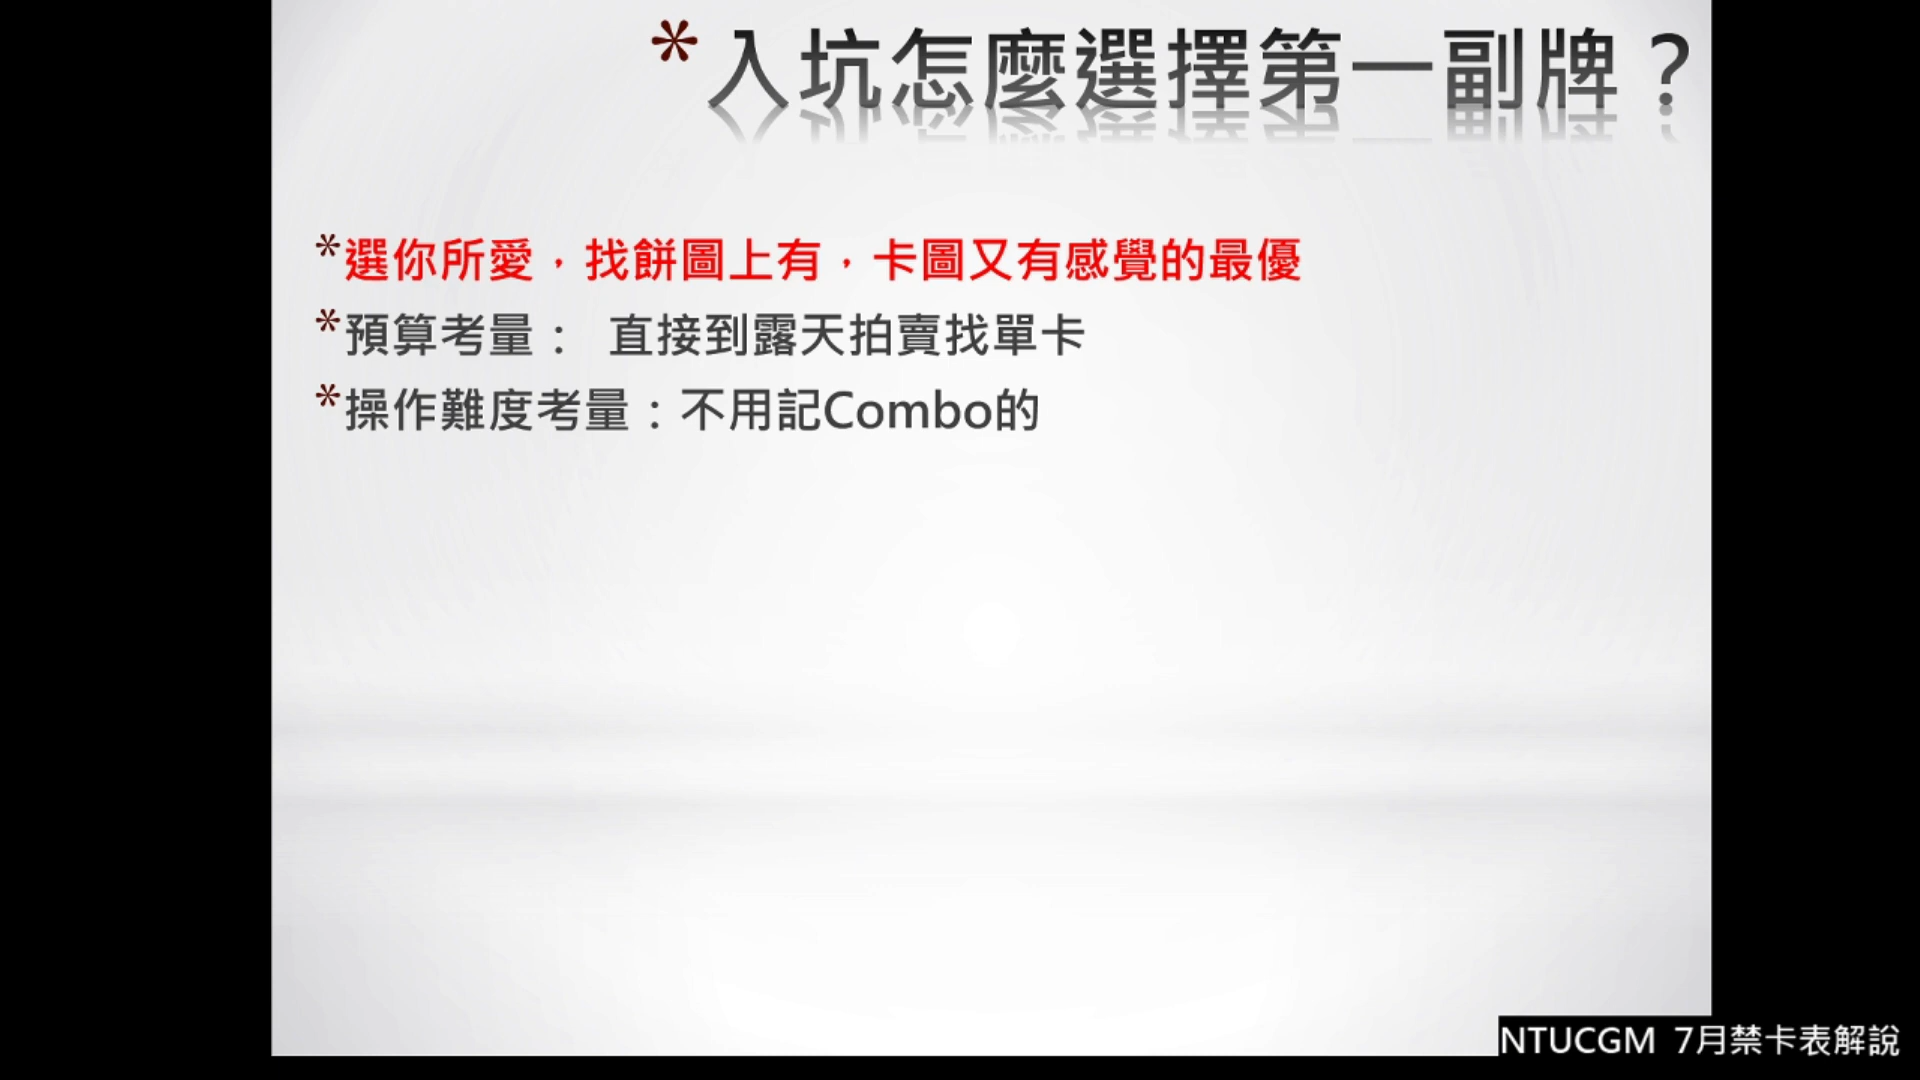 *入坑怎麼選擇第一副牌？
*選你所愛，找餅圖上有，卡圖又有感覺的最優
*預算考量： 直接到露天拍賣找單卡
*操作難度考量：不用記Combo的
NTUCGM 7月禁卡表解說